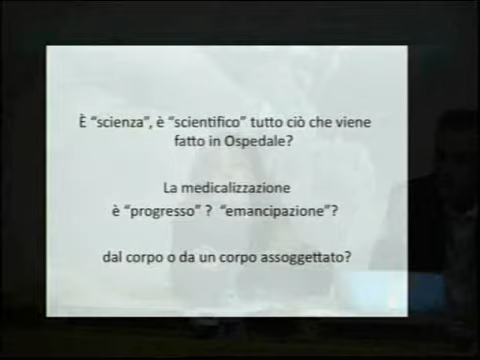 È "scienza", è "scientifico" tutto ciò che viene
fatto in Ospedale?
La medicalizzazione
è "progresso" ? "emancipazione"?
dal corpo o da un corpo assoggettato?